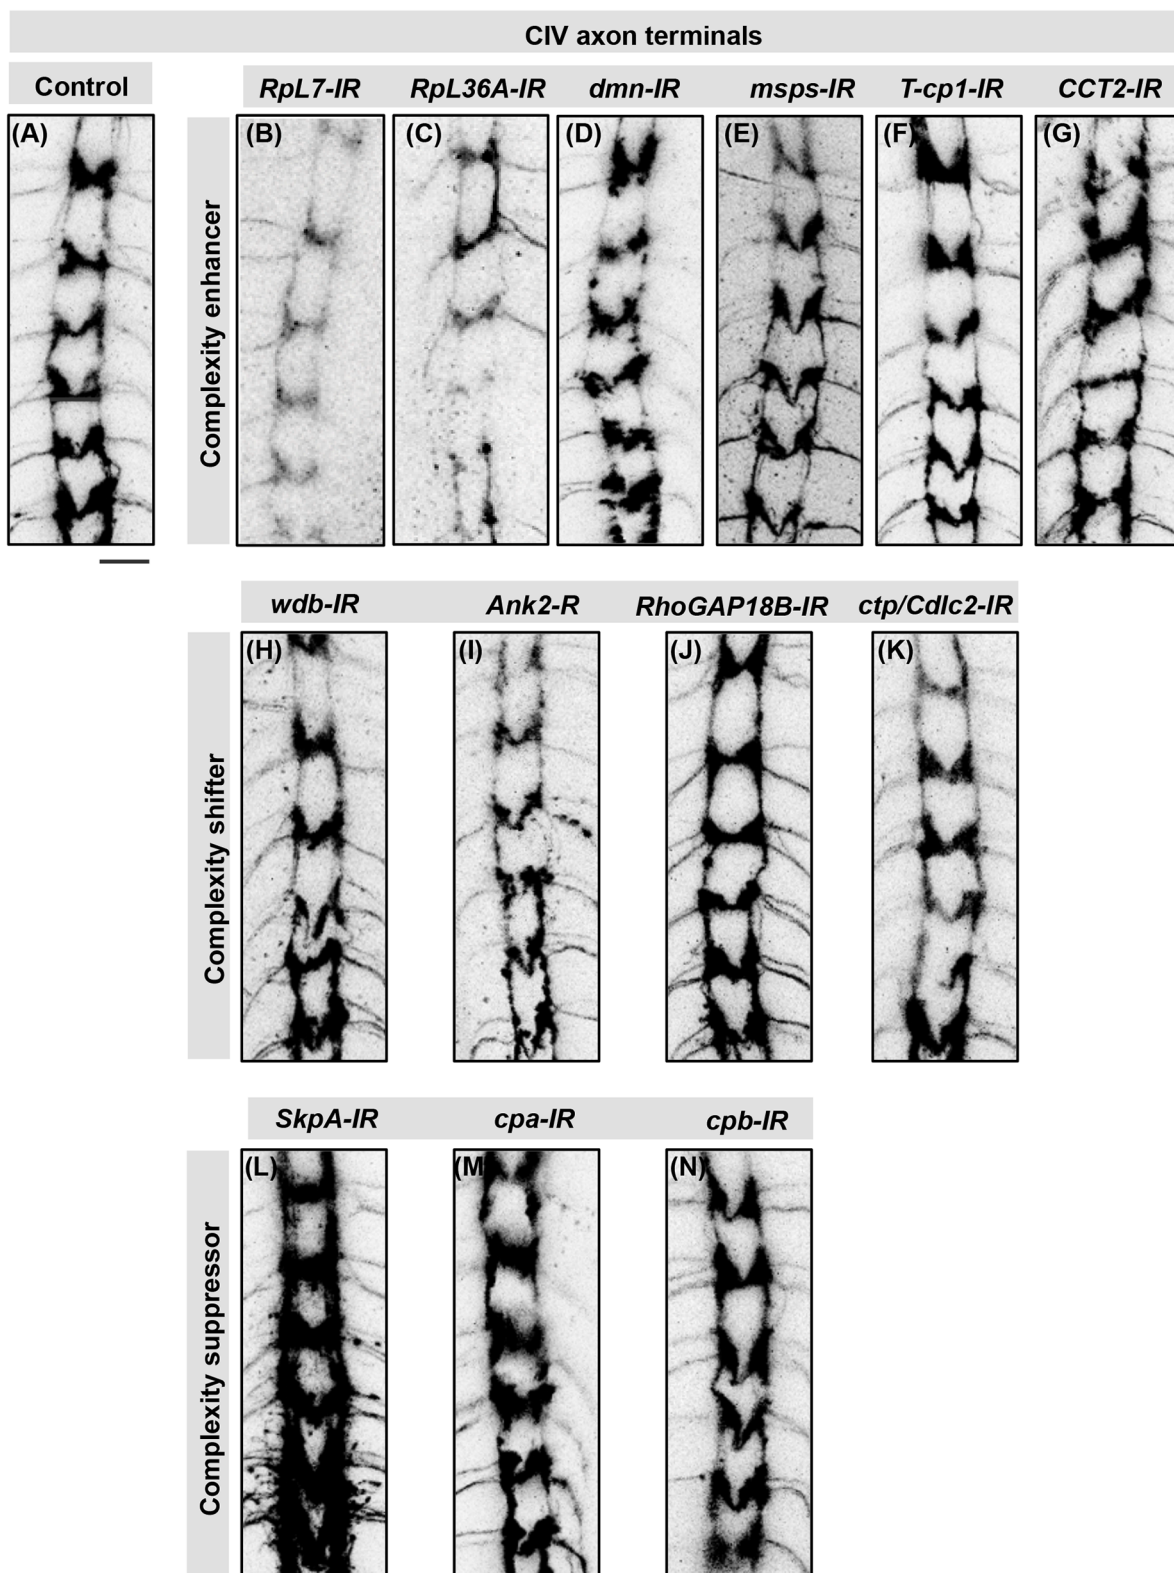 CIV axon terminals
Control
RpL7-IR RpL36A-IR dmn-IR msps-IR T-cp1-IR CCT2-IR
(A) (B) (C) (D) (E) (F) (G)
Complexity enhancer
wdb-IR Ank2-R RhoGAP18B-IR ctp/Cdlc2-IR
(H) (I) (J) (K)
Complexity shifter
SkpA-IR cpa-IR cpb-IR
(L) (M) (N)
Complexity suppressor